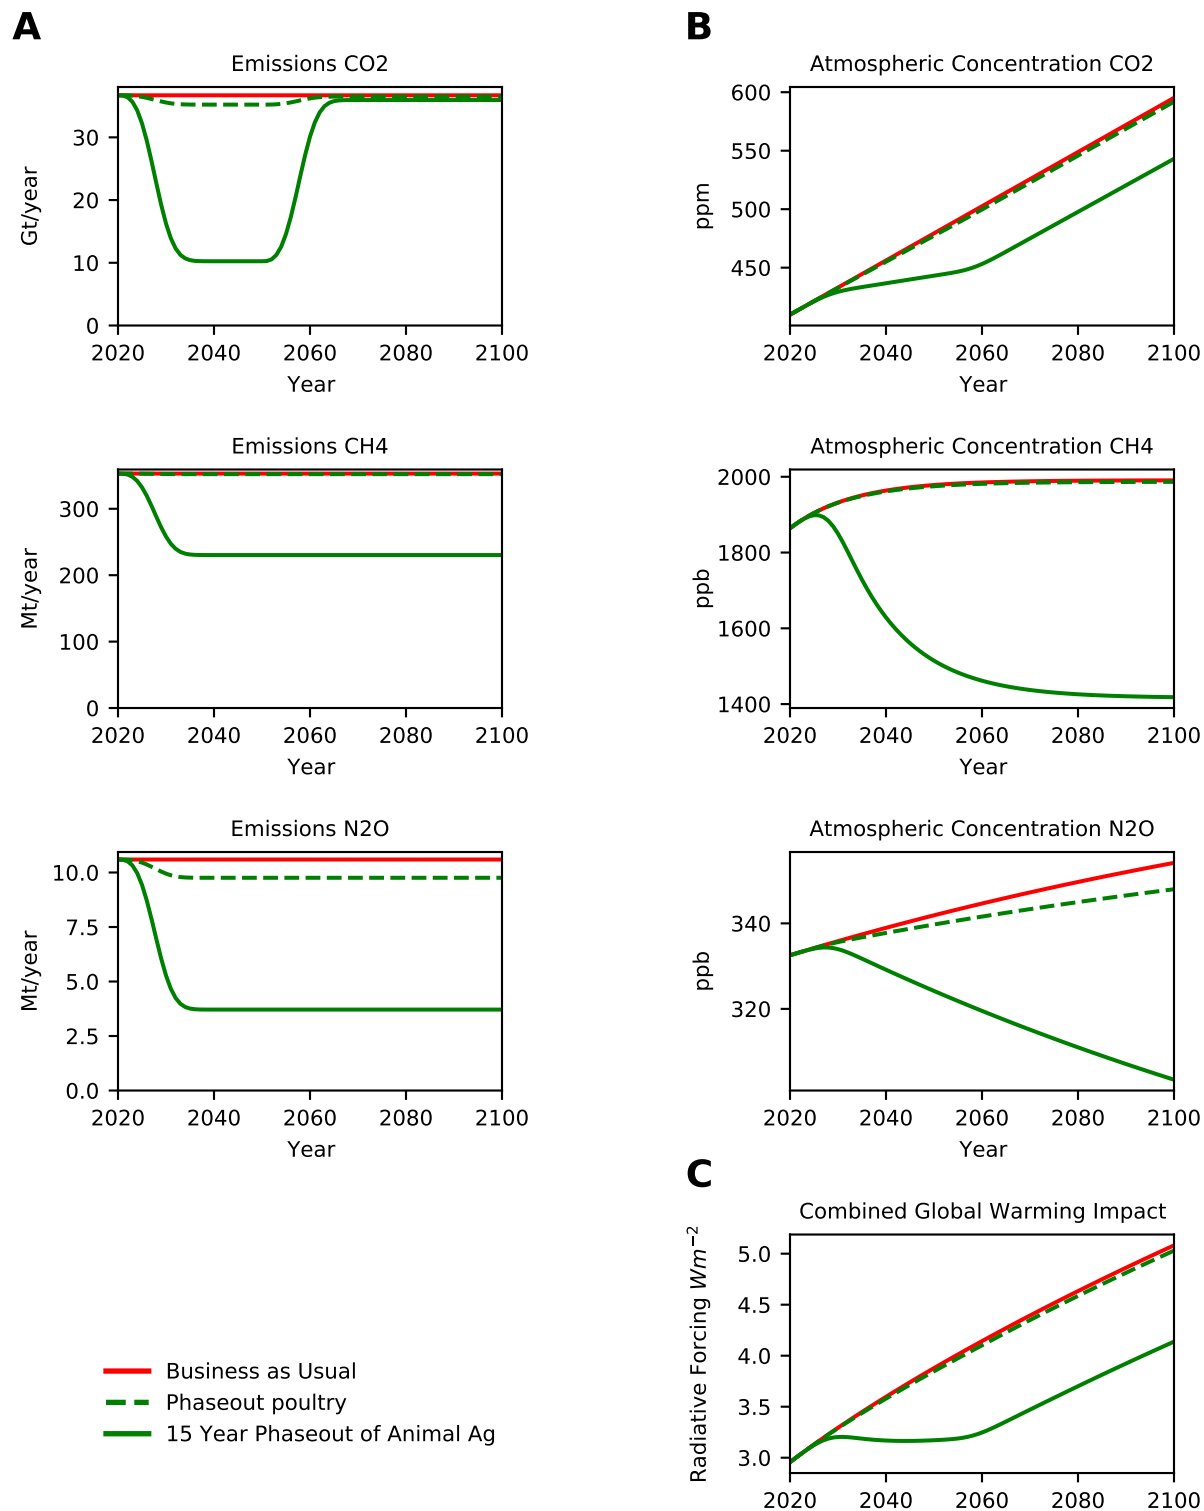 A
B
Emissions CO2
Gt/year
30
20
10
0
2020 2040 2060 2080 2100
Year
Atmospheric Concentration CO2
ppm
600
550
500
450
2020 2040 2060 2080 2100
Year
Emissions CH4
Mt/year
300
200
100
0
2020 2040 2060 2080 2100
Year
Atmospheric Concentration CH4
ppb
2000
1800
1600
1400
2020 2040 2060 2080 2100
Year
Emissions N2O
Mt/year
10.0
7.5
5.0
2.5
0.0
2020 2040 2060 2080 2100
Year
Atmospheric Concentration N2O
ppb
340
320
2020 2040 2060 2080 2100
Year
C
Combined Global Warming Impact
Radiative Forcing Wm⁻²
5.0
4.5
4.0
3.5
3.0
2020 2040 2060 2080 2100
Business as Usual
Phaseout poultry
15 Year Phaseout of Animal Ag